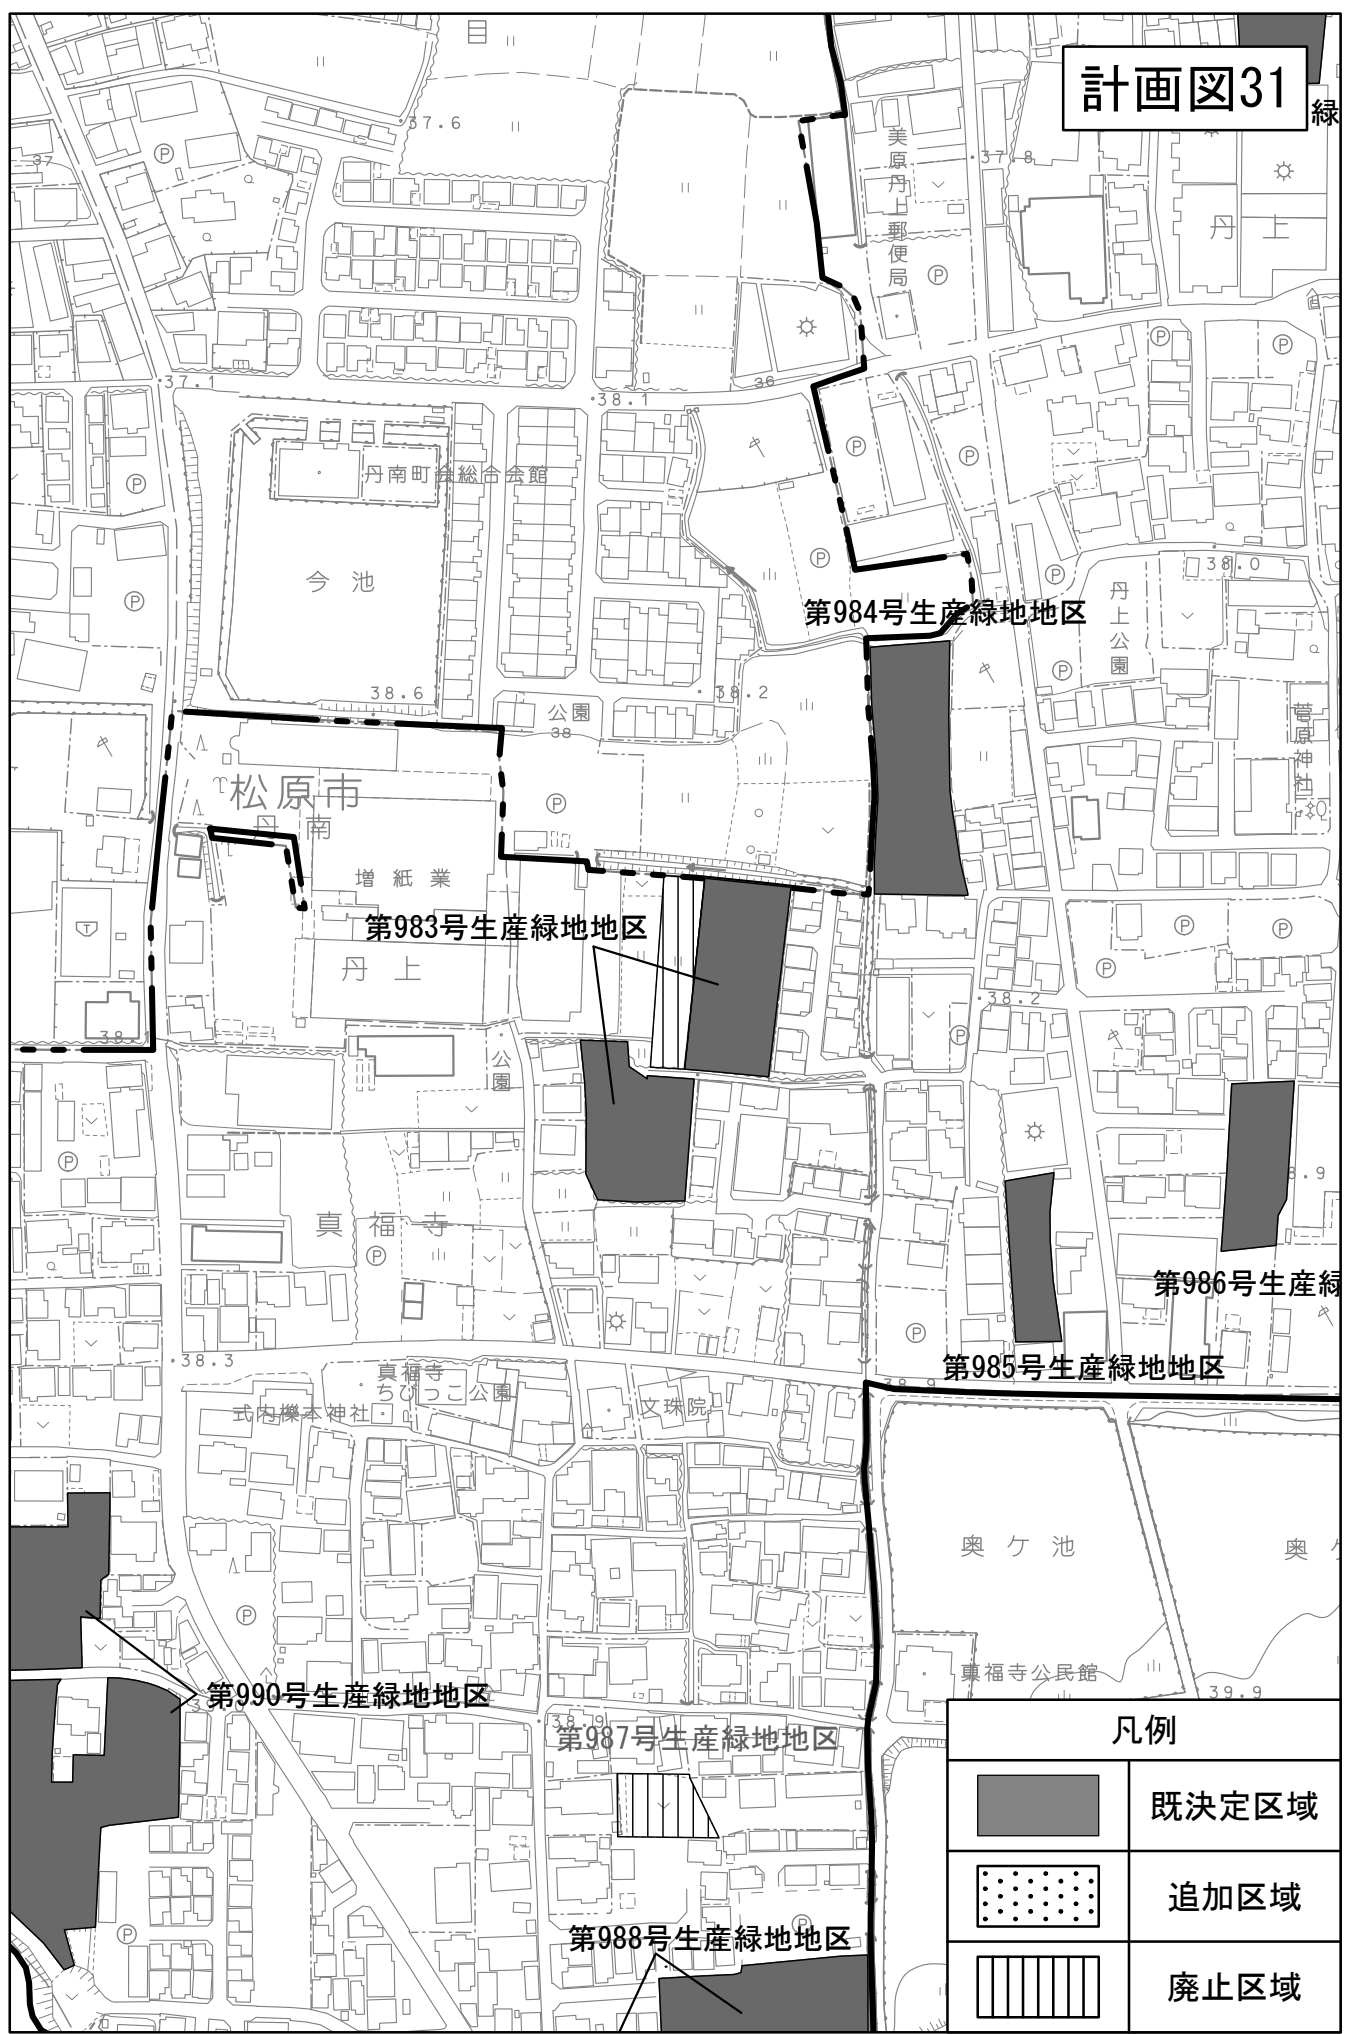 計画図31
緑
37.6
37
美原丹上郵便局
37.8
丹上
37.1
38.1
36
丹南町会総合会館
今池
38.0
第984号生産緑地地区
丹上公園
38.6
38.2
公園
38
菅原神社
松原市
丹南
増紙業
第983号生産緑地地区
丹上
38.2
38.1
公園
真福寺
第986号生産緑
38.3
第985号生産緑地地区
38.9
真福寺
ちびっこ公園
式内櫟本神社
文珠院
奥ケ池
奥ケ
真福寺公民館
39.9
第990号生産緑地地区
38.9
第987号生産緑地地区
第988号生産緑地地区
凡例
既決定区域
追加区域
廃止区域